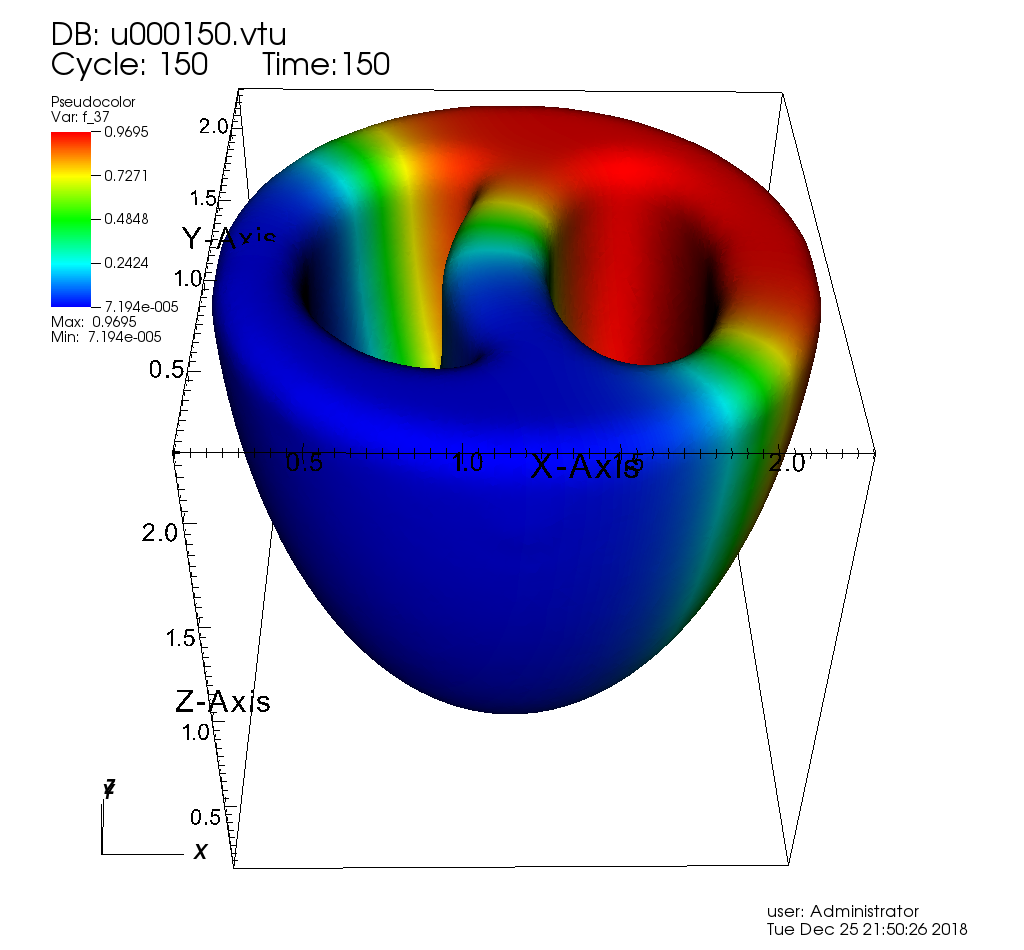 DB: u000150.vtu
Cycle: 150 Time:150
Pseudocolor
Var: f_37
0.9695
0.7271
0.4848
0.2424
7.194e-005
Max: 0.9695
Min: 7.194e-005
2.0
1.5
Y-Axis
1.0
0.5
0.5 1.0 X-Axis 2.0
2.0
1.5
Z-Axis
1.0
0.5
X
user: Administrator
Tue Dec 25 21:50:26 2018